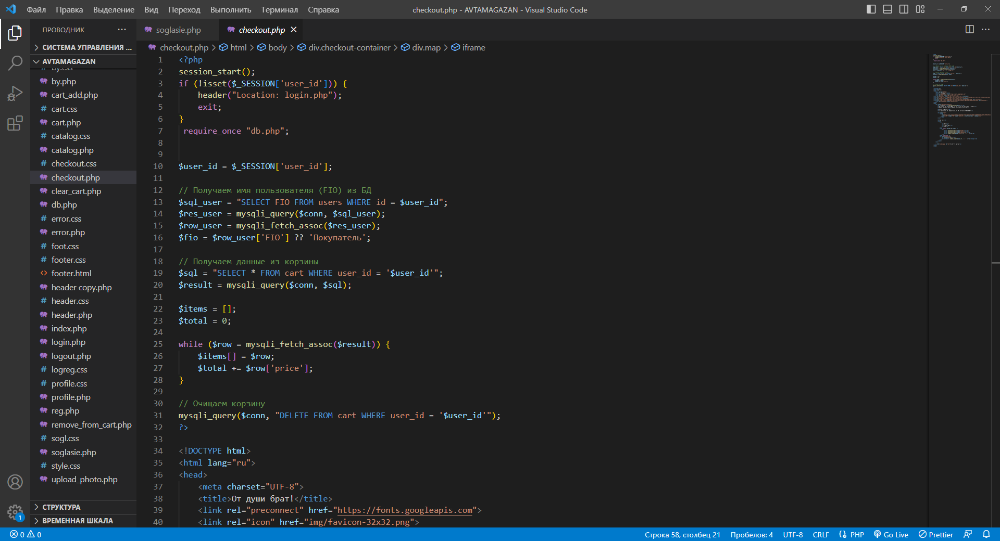 Файл Правка Выделение Вид Переход Выполнить Терминал Справка
checkout.php - AVTAMAGAZAN - Visual Studio Code
ПРОВОДНИК ···
СИСТЕМА УПРАВЛЕНИЯ ...
AVTAMAGAZAN
# by.css
by.php
cart_add.php
# cart.css
cart.php
# catalog.css
catalog.php
# checkout.css
checkout.php
clear_cart.php
db.php
# error.css
error.php
# foot.css
# footer.css
<> footer.html
header copy.php
# header.css
header.php
index.php
login.php
logout.php
# logreg.css
# profile.css
profile.php
reg.php
remove_from_cart.php
# sogl.css
soglasie.php
# style.css
upload_photo.php
СТРУКТУРА
ВРЕМЕННАЯ ШКАЛА
soglasie.php checkout.php
checkout.php > html > body > div.checkout-container > div.map > iframe
1 <?php
2 session_start();
3 if (!isset($_SESSION['user_id'])) {
4     header("Location: login.php");
5     exit;
6 }
7  require_once "db.php";
8
9
10 $user_id = $_SESSION['user_id'];
11
12 // Получаем имя пользователя (FIO) из БД
13 $sql_user = "SELECT FIO FROM users WHERE id = $user_id";
14 $res_user = mysqli_query($conn, $sql_user);
15 $row_user = mysqli_fetch_assoc($res_user);
16 $fio = $row_user['FIO'] ?? 'Покупатель';
17
18 // Получаем данные из корзины
19 $sql = "SELECT * FROM cart WHERE user_id = '$user_id'";
20 $result = mysqli_query($conn, $sql);
21
22 $items = [];
23 $total = 0;
24
25 while ($row = mysqli_fetch_assoc($result)) {
26     $items[] = $row;
27     $total += $row['price'];
28 }
29
30 // Очищаем корзину
31 mysqli_query($conn, "DELETE FROM cart WHERE user_id = '$user_id'");
32 ?>
33
34 <!DOCTYPE html>
35 <html lang="ru">
36 <head>
37     <meta charset="UTF-8">
38     <title>От души брат!</title>
39     <link rel="preconnect" href="https://fonts.googleapis.com">
40     <link rel="icon" href="img/favicon-32x32.png">
1
0 0
Строка 58, столбец 21 Пробелов: 4 UTF-8 CRLF PHP Go Live Prettier